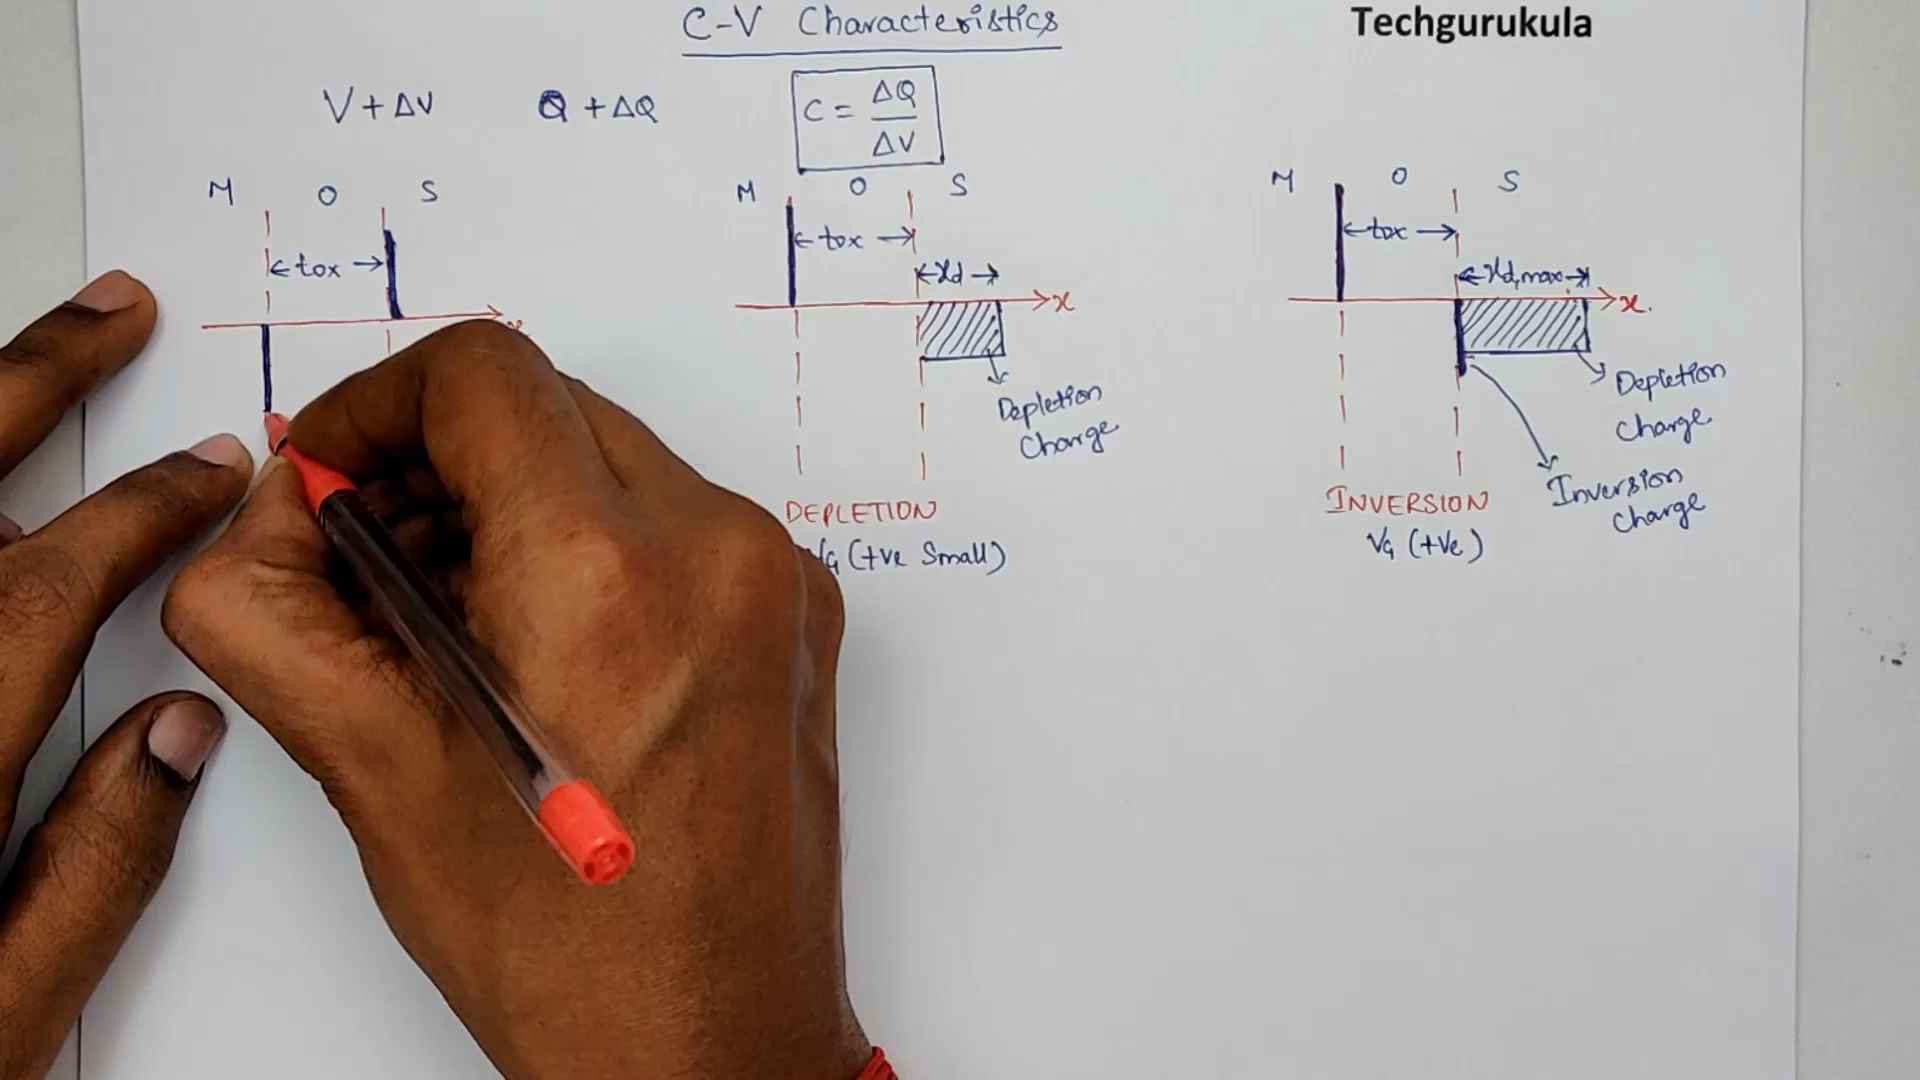 C-V Characteristics
Techgurukula
V + ΔV
Q + ΔQ
C = ΔQ / ΔV
M O S
tox
M O S
tox
xd
x
Depletion
Charge
DEPLETION
VG (+ve Small)
M O S
tox
xd,max
x.
Depletion
Charge
Inversion
Charge
INVERSION
VG (+ve)